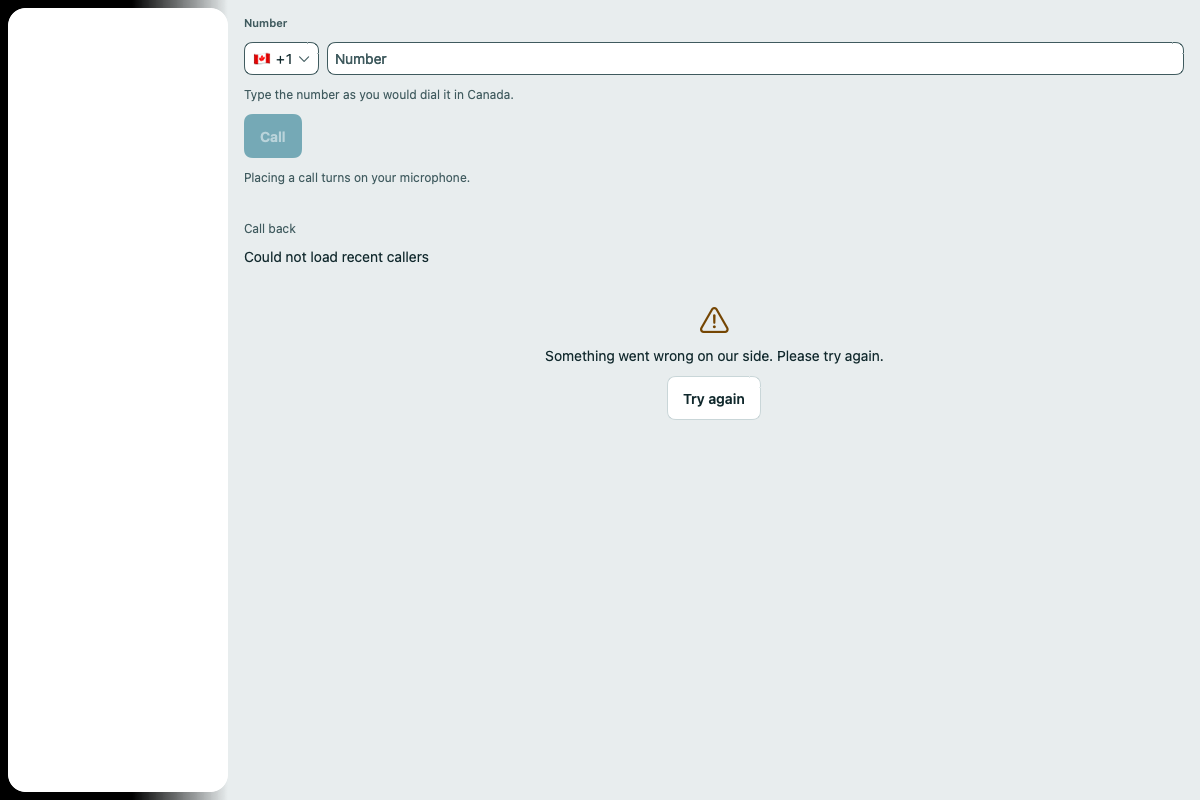 Number
+1
Number
Type the number as you would dial it in Canada.
Call
Placing a call turns on your microphone.
Call back
Could not load recent callers
Something went wrong on our side. Please try again.
Try again